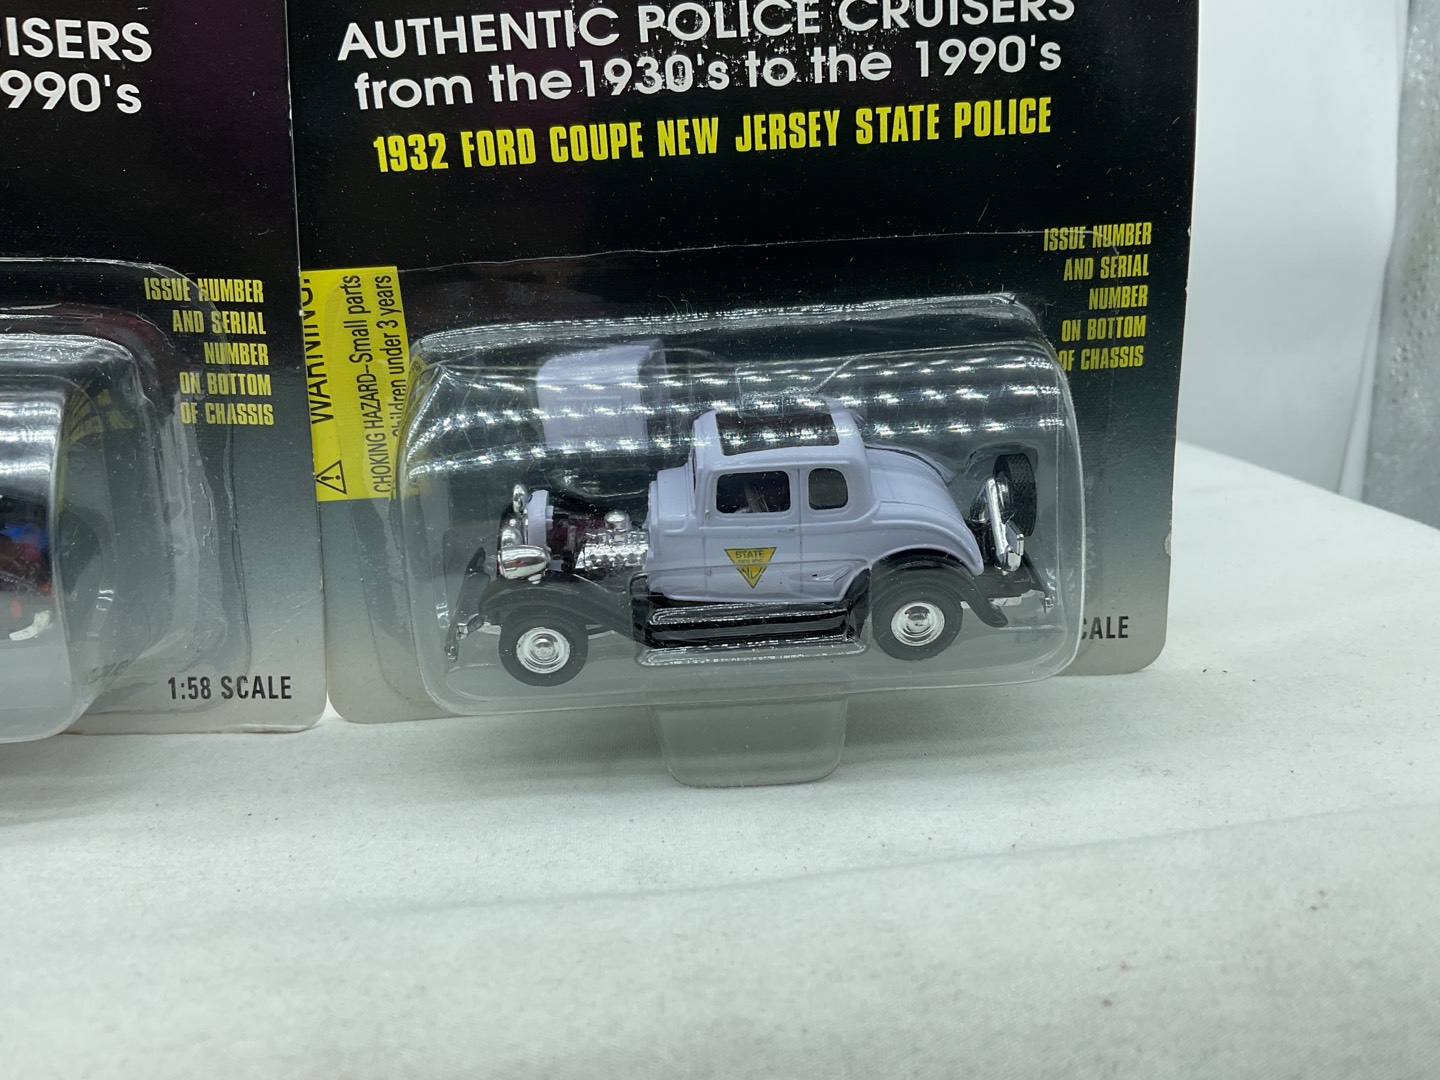 ISERS
990's
ISSUE NUMBER
AND SERIAL
NUMBER
ON BOTTOM
OF CHASSIS
1:58 SCALE
AUTHENTIC POLICE CRUISERS
from the 1930's to the 1990's
1932 FORD COUPE NEW JERSEY STATE POLICE
WARNING:
CHOKING HAZARD--Small parts
Children under 3 years
ISSUE NUMBER
AND SERIAL
NUMBER
ON BOTTOM
OF CHASSIS
STATE
CALE